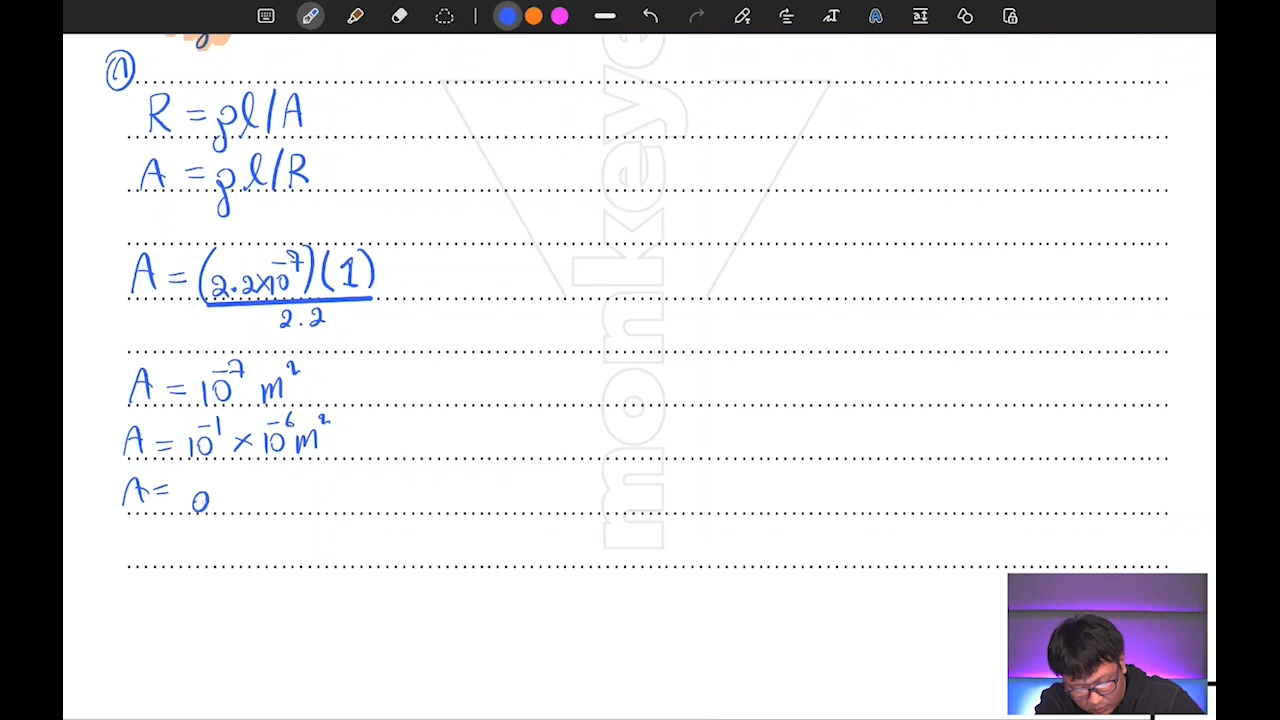 ①
R = ρl/A
A = ρl/R
A = (2.2×10⁻⁷)(1)
2.2
A = 10⁻⁷ m²
A = 10⁻¹ × 10⁻⁶ m²
A = 0
monkeye